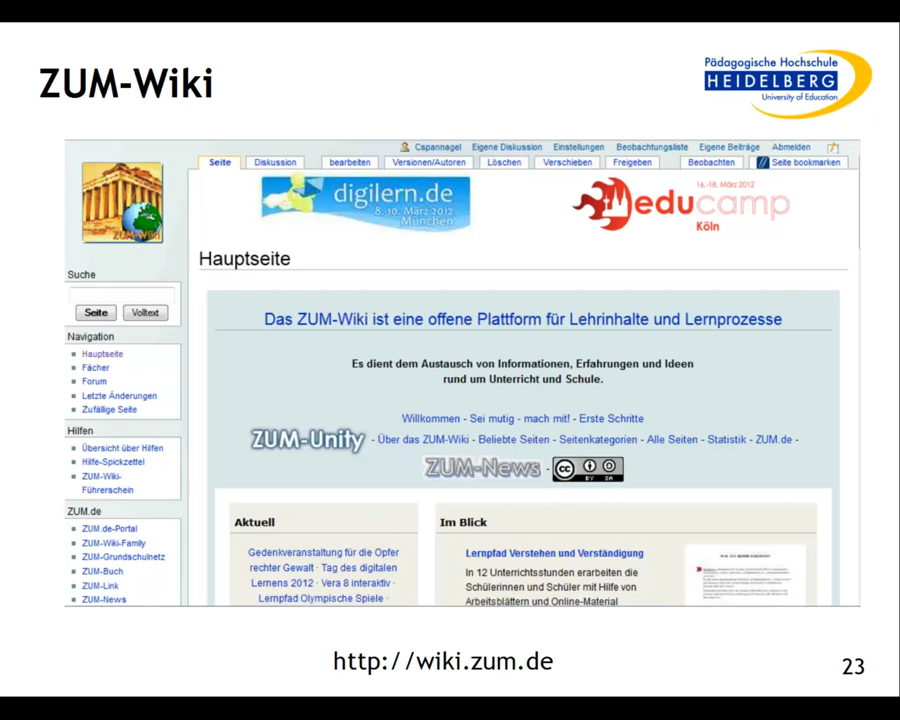 ZUM-Wiki
Pädagogische Hochschule
HEIDELBERG
University of Education
Cspannagel Eigene Diskussion Einstellungen Beobachtungsliste Eigene Beiträge Abmelden
Seite Diskussion bearbeiten Versionen/Autoren Löschen Verschieben Freigeben Beobachten Seite bookmarken
ZUM-Wiki
digilern.de
8. 10. März 2012
München
16.-18. März 2012
educamp
Köln
Hauptseite
Suche
Seite Volltext
Navigation
Hauptseite
Fächer
Forum
Letzte Änderungen
Zufällige Seite
Hilfen
Übersicht über Hilfen
Hilfe-Spickzettel
ZUM-Wiki-
Führerschein
ZUM.de
ZUM.de-Portal
ZUM-Wiki-Family
ZUM-Grundschulnetz
ZUM-Buch
ZUM-Link
ZUM-News
Das ZUM-Wiki ist eine offene Plattform für Lehrinhalte und Lernprozesse
Es dient dem Austausch von Informationen, Erfahrungen und Ideen
rund um Unterricht und Schule.
Willkommen - Sei mutig - mach mit! - Erste Schritte
ZUM-Unity - Über das ZUM-Wiki - Beliebte Seiten - Seitenkategorien - Alle Seiten - Statistik - ZUM.de -
ZUM-News - cc BY SA
Aktuell
Gedenkveranstaltung für die Opfer
rechter Gewalt · Tag des digitalen
Lernens 2012 · Vera 8 interaktiv ·
Lernpfad Olympische Spiele ·
Im Blick
Lernpfad Verstehen und Verständigung
In 12 Unterrichtsstunden erarbeiten die
Schülerinnen und Schüler mit Hilfe von
Arbeitsblättern und Online-Material
http://wiki.zum.de
23